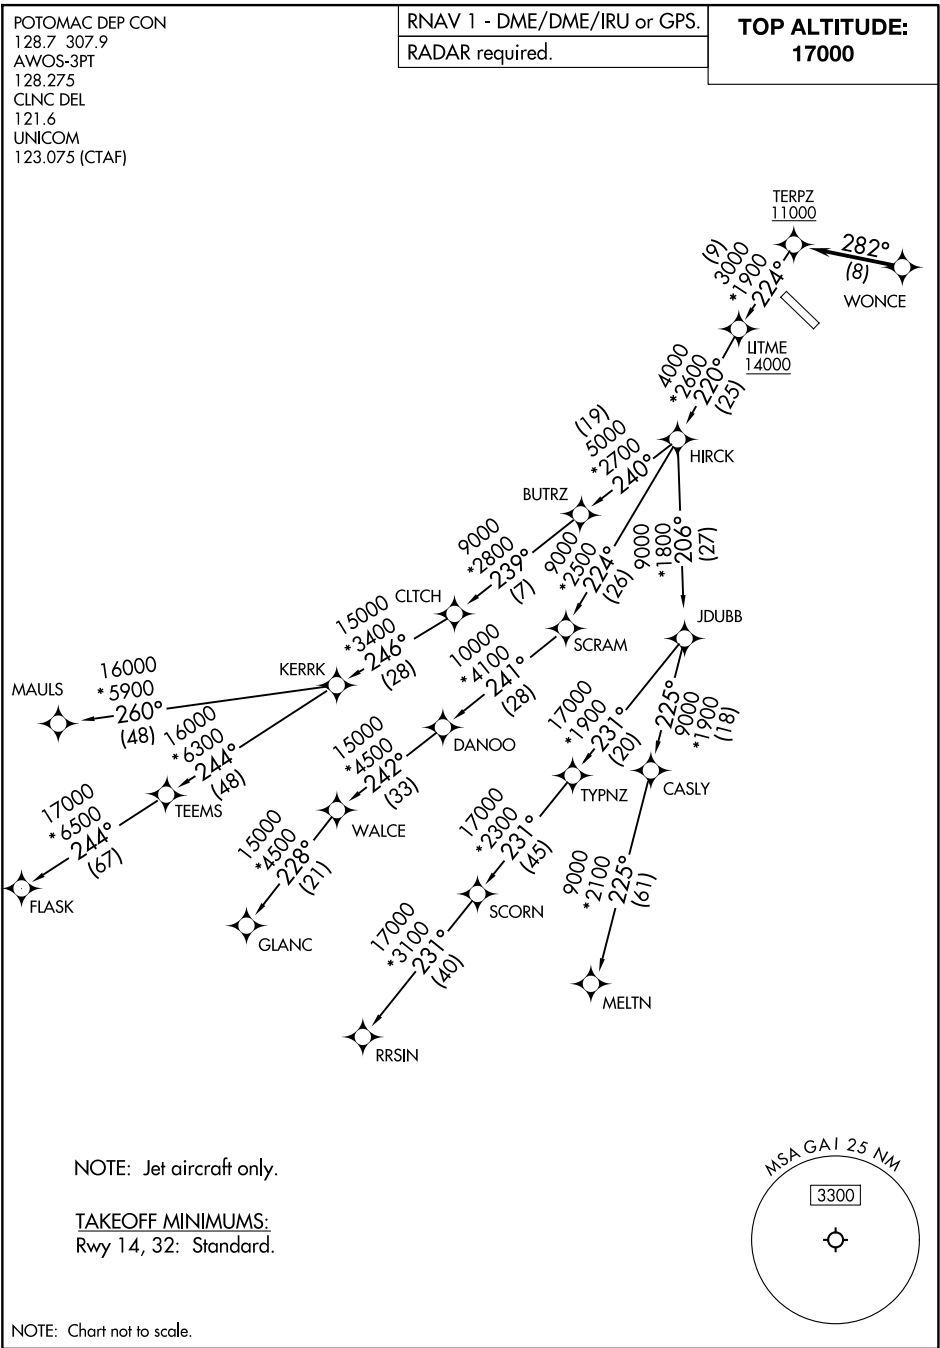 POTOMAC DEP CON
128.7 307.9
AWOS-3PT
128.275
CLNC DEL
121.6
UNICOM
123.075 (CTAF)
RNAV 1 - DME/DME/IRU or GPS.
RADAR required.
TOP ALTITUDE:
17000
TERPZ
11000
282°
(8)
WONCE
(9)
3000
*1900
224°
LITME
14000
4000
*2600
220°
(25)
HIRCK
(19)
5000
*2700
240°
BUTRZ
9000
*2800
239°
(7)
9000
*2500
224°
(26)
9000
*1800
206°
(27)
CLTCH
SCRAM
JDUBB
15000
*3400
246°
(28)
10000
*4100
241°
(28)
KERRK
MAULS
16000
*5900
260°
(48)
16000
*6300
244°
(48)
DANOO
17000
*1900
231°
(20)
225°
9000
*1900
(18)
TEEMS
15000
*4500
242°
(33)
TYPNZ
CASLY
17000
*6500
244°
(67)
WALCE
15000
*4500
228°
(21)
17000
*2300
231°
(45)
9000
*2100
225°
(61)
FLASK
GLANC
SCORN
17000
*3100
231°
(40)
MELTN
RRSIN
NOTE: Jet aircraft only.
TAKEOFF MINIMUMS:
Rwy 14, 32: Standard.
MSA GAI 25 NM
3300
NOTE: Chart not to scale.